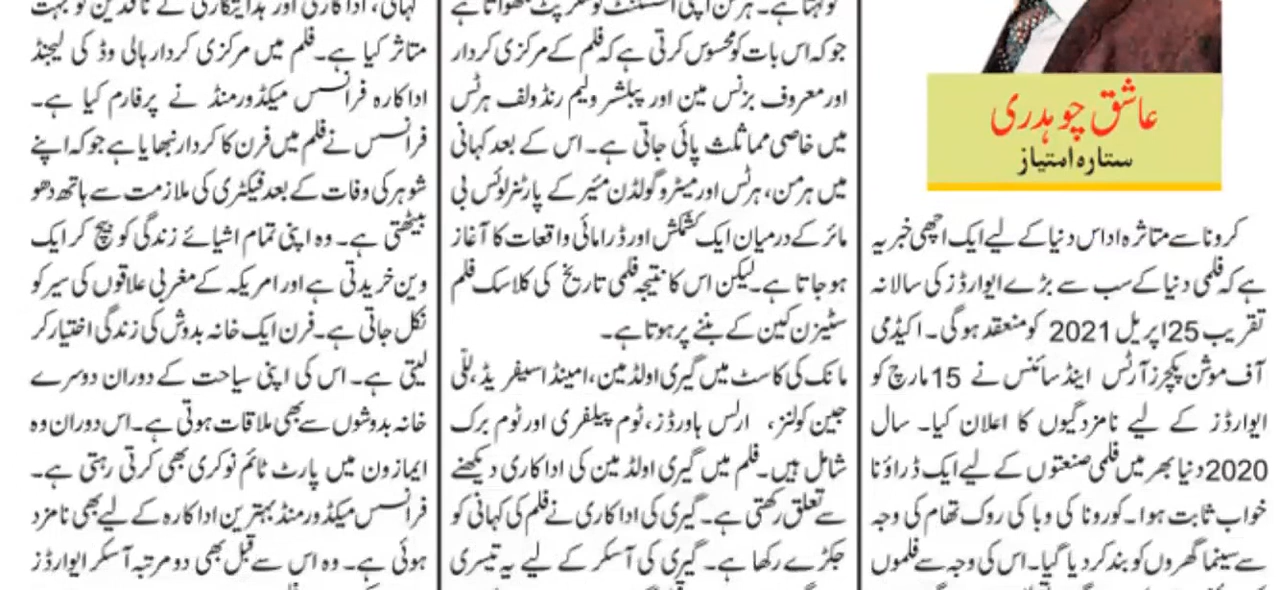 عاشق چوہدری
ستارہ امتیاز
کرونا سے متاثرہ اداس دنیا کے لیے ایک اچھی خبر یہ
ہے کہ فلمی دنیا کے سب سے بڑے ایوارڈز کی سالانہ
تقریب 25 اپریل 2021 کو منعقد ہوگی۔ اکیڈمی
آف موشن پکچرز آرٹس اینڈ سائنس نے 15 مارچ کو
ایوارڈز کے لیے نامزدگیوں کا اعلان کیا۔ سال
2020 دنیا بھر میں فلمی صنعتوں کے لیے ایک ڈراؤنا
خواب ثابت ہوا۔ کورونا کی وبا کی روک تھام کی وجہ
سے سینما گھروں کو بند کر دیا گیا۔ اس کی وجہ سے فلموں
کو کہتا ہے۔ ہرمن اپنی اسسٹنٹ کو سکرپٹ لکھواتا ہے
جو کہ اس بات کو محسوس کرتی ہے کہ فلم کے مرکزی کردار
اور معروف بزنس مین اور پبلشر ولیم رنڈولف ہرٹس
میں خاصی مماثلث پائی جاتی ہے۔ اس کے بعد کہانی
میں ہرمن، ہرٹس اور میٹرو گولڈن مئیر کے پارٹنر لوئس بی
مائر کے درمیان ایک کشمکش اور ڈرامائی واقعات کا آغاز
ہو جاتا ہے۔ لیکن اس کا نتیجہ فلمی تاریخ کی کلاسک فلم
سٹیزن کین کے بننے پر ہوتا ہے۔
مانک کی کاسٹ میں گیری اولڈ مین، امینڈا سیفریڈ، للی
جین کولنز، ارلس ہاورڈز، ٹوم پیلفری اور ٹوم برک
شامل ہیں۔ فلم میں گیری اولڈ مین کی اداکاری دیکھنے
سے تعلق رکھتی ہے۔ گیری کی اداکاری نے فلم کی کہانی کو
جکڑے رکھا ہے۔ گیری کی آسکر کے لیے یہ تیسری
کہانی، اداکاری اور ہدایتکاری کے ناقدین کو بہت
متاثر کیا ہے۔ فلم میں مرکزی کردار ہالی وڈ کی لیجنڈ
اداکارہ فرانسس میکڈورمنڈ نے پرفارم کیا ہے۔
فرانسس نے فلم میں فرن کا کردار نبھایا ہے جو کہ اپنے
شوہر کی وفات کے بعد فیکٹری کی ملازمت سے ہاتھ دھو
بیٹھتی ہے۔ وہ اپنی تمام اشیائے زندگی کو بیچ کر ایک
وین خریدتی ہے اور امریکہ کے مغربی علاقوں کی سیر کو
نکل جاتی ہے۔ فرن ایک خانہ بدوش کی زندگی اختیار کر
لیتی ہے۔ اس کی اپنی سیاحت کے دوران دوسرے
خانہ بدوشوں سے بھی ملاقات ہوتی ہے۔ اس دوران وہ
ایمازون میں پارٹ ٹائم نوکری بھی کرتی رہتی ہے۔
فرانسس میکڈورمنڈ بہترین اداکارہ کے لیے بھی نامزد
ہوئی ہے۔ وہ اس سے قبل بھی دو مرتبہ آسکر ایوارڈز